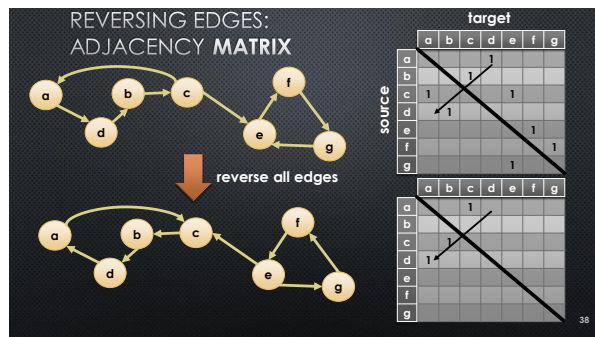 REVERSING EDGES:
ADJACENCY MATRIX
a
b
c
d
e
f
g
reverse all edges
a
b
c
d
e
f
g
target
source
a b c d e f g
a 1
b 1
c 1 1
d 1
e 1
f 1
g 1
a b c d e f g
a 1
b
c 1
d 1
e
f
g
38